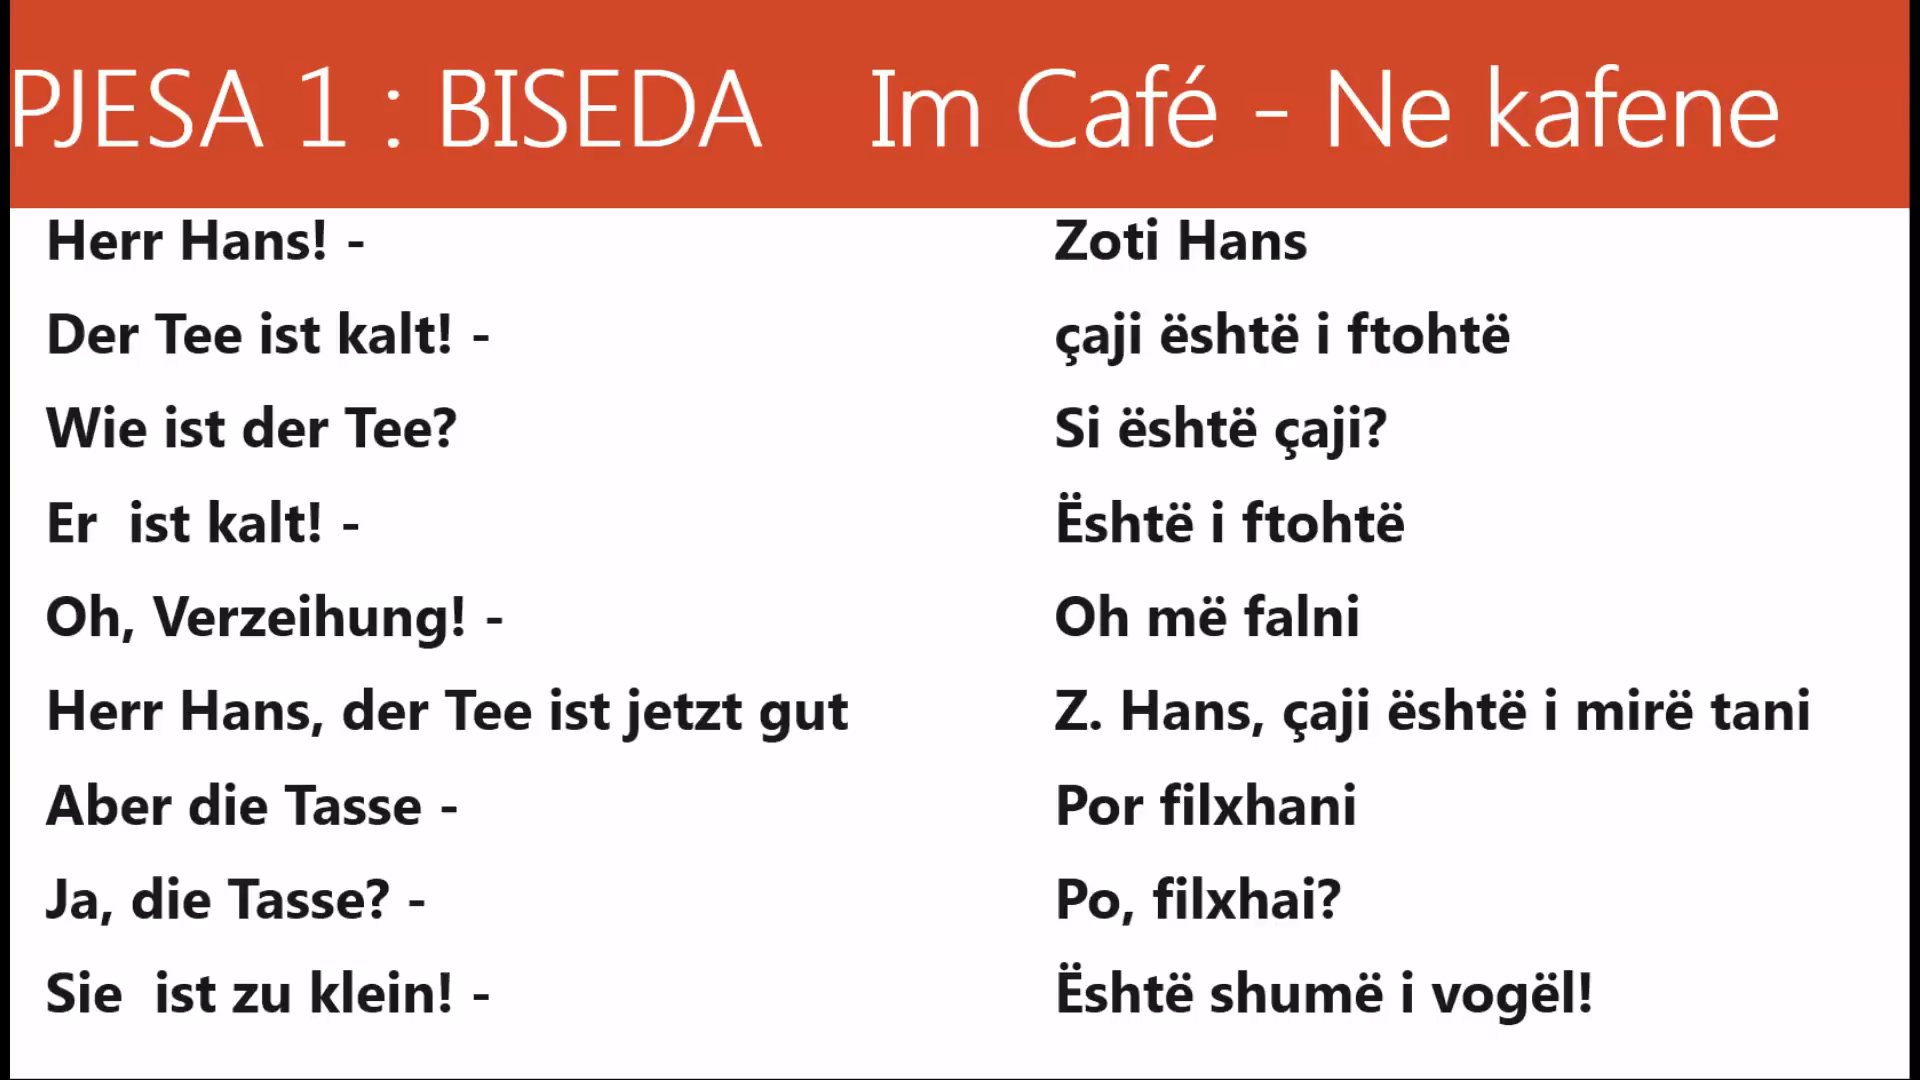 PJESA 1 : BISEDA Im Café - Ne kafene
Herr Hans! - Zoti Hans
Der Tee ist kalt! - çaji është i ftohtë
Wie ist der Tee? Si është çaji?
Er ist kalt! - Është i ftohtë
Oh, Verzeihung! - Oh më falni
Herr Hans, der Tee ist jetzt gut Z. Hans, çaji është i mirë tani
Aber die Tasse - Por filxhani
Ja, die Tasse? - Po, filxhai?
Sie ist zu klein! - Është shumë i vogël!